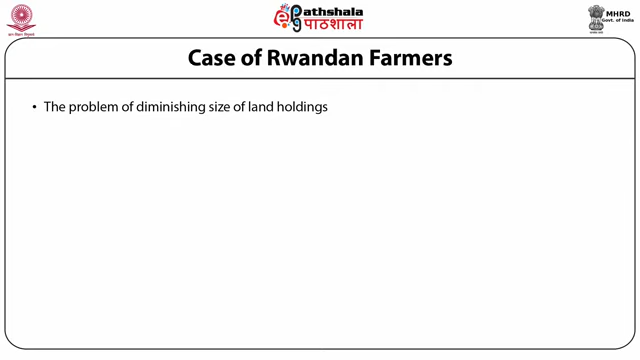 ePathshala
पाठशाला
MHRD
Govt. of India
Case of Rwandan Farmers
• The problem of diminishing size of land holdings